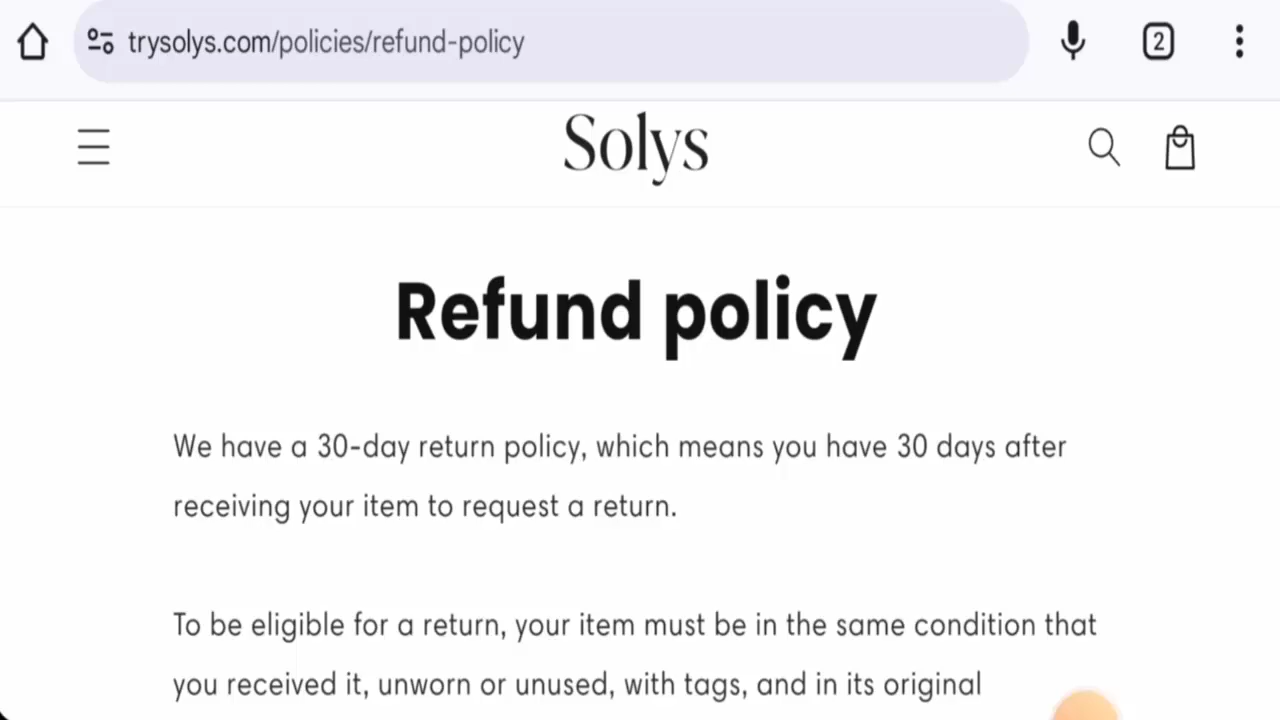 trysolys.com/policies/refund-policy
2
Solys
Refund policy
We have a 30-day return policy, which means you have 30 days after
receiving your item to request a return.
To be eligible for a return, your item must be in the same condition that
you received it, unworn or unused, with tags, and in its original